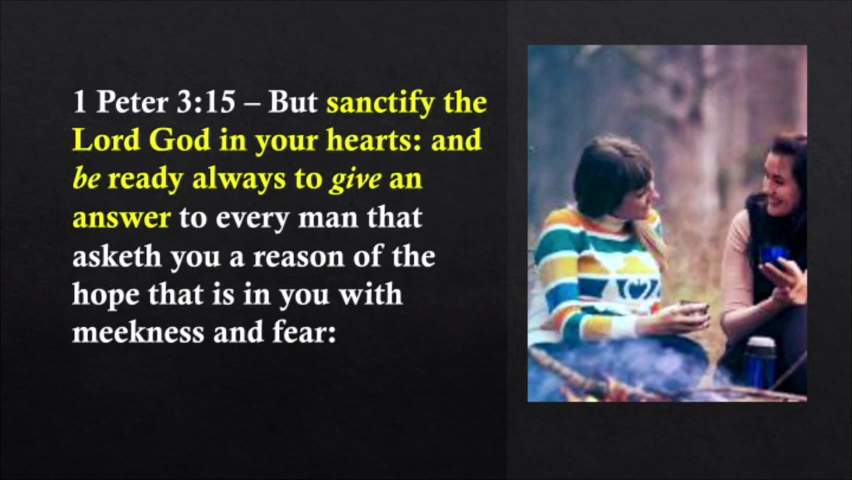 1 Peter 3:15 – But sanctify the
Lord God in your hearts: and
be ready always to give an
answer to every man that
asketh you a reason of the
hope that is in you with
meekness and fear: